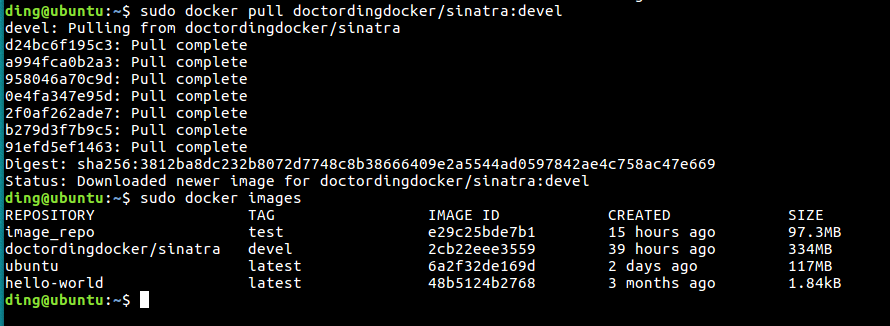 ding@ubuntu:~$ sudo docker pull doctordingdocker/sinatra:devel
devel: Pulling from doctordingdocker/sinatra
d24bc6f195c3: Pull complete
a994fca0b2a3: Pull complete
958046a70c9d: Pull complete
0e4fa347e95d: Pull complete
2f0af262ade7: Pull complete
b279d3f7b9c5: Pull complete
91efd5ef1463: Pull complete
Digest: sha256:3812ba8dc232b8072d7748c8b38666409e2a5544ad0597842ae4c758ac47e669
Status: Downloaded newer image for doctordingdocker/sinatra:devel
ding@ubuntu:~$ sudo docker images
REPOSITORY TAG IMAGE ID CREATED SIZE
image_repo test e29c25bde7b1 15 hours ago 97.3MB
doctordingdocker/sinatra devel 2cb22eee3559 39 hours ago 334MB
ubuntu latest 6a2f32de169d 2 days ago 117MB
hello-world latest 48b5124b2768 3 months ago 1.84kB
ding@ubuntu:~$